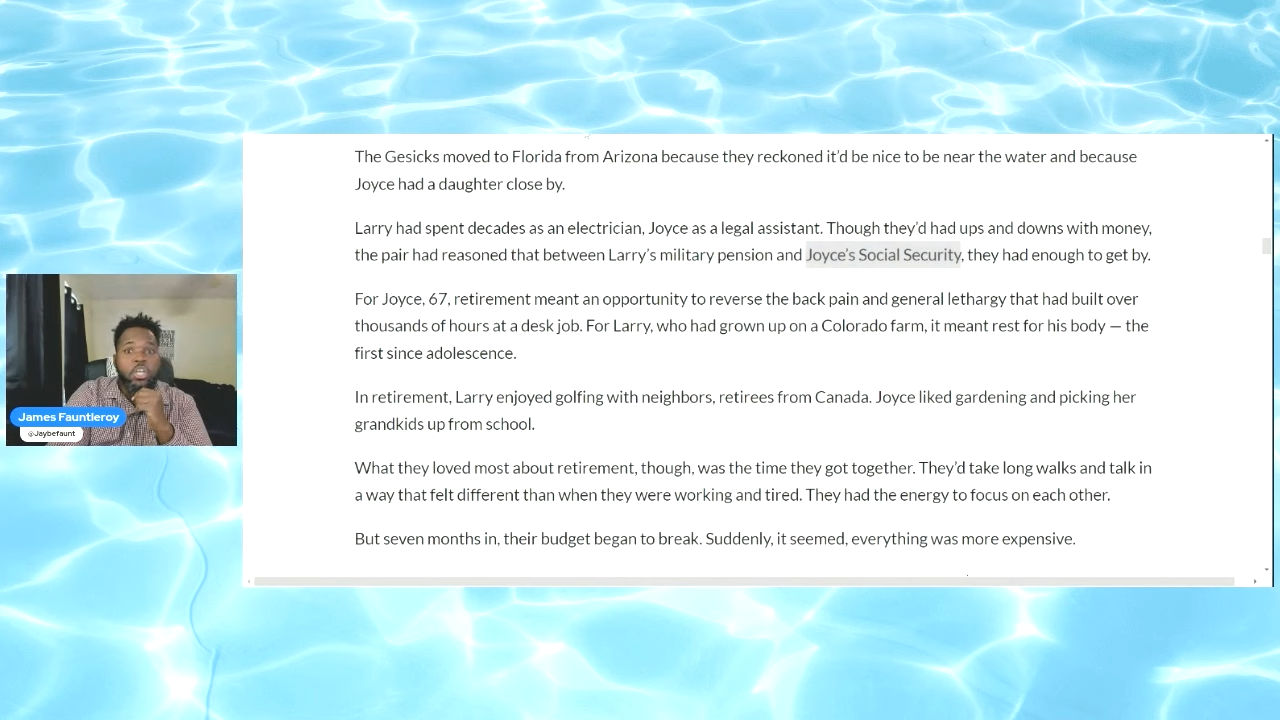 The Gesicks moved to Florida from Arizona because they reckoned it’d be nice to be near the water and because
Joyce had a daughter close by.
Larry had spent decades as an electrician, Joyce as a legal assistant. Though they’d had ups and downs with money,
the pair had reasoned that between Larry’s military pension and Joyce’s Social Security, they had enough to get by.
For Joyce, 67, retirement meant an opportunity to reverse the back pain and general lethargy that had built over
thousands of hours at a desk job. For Larry, who had grown up on a Colorado farm, it meant rest for his body — the
first since adolescence.
In retirement, Larry enjoyed golfing with neighbors, retirees from Canada. Joyce liked gardening and picking her
grandkids up from school.
What they loved most about retirement, though, was the time they got together. They’d take long walks and talk in
a way that felt different than when they were working and tired. They had the energy to focus on each other.
But seven months in, their budget began to break. Suddenly, it seemed, everything was more expensive.
James Fauntleroy
@Jaybefaunt